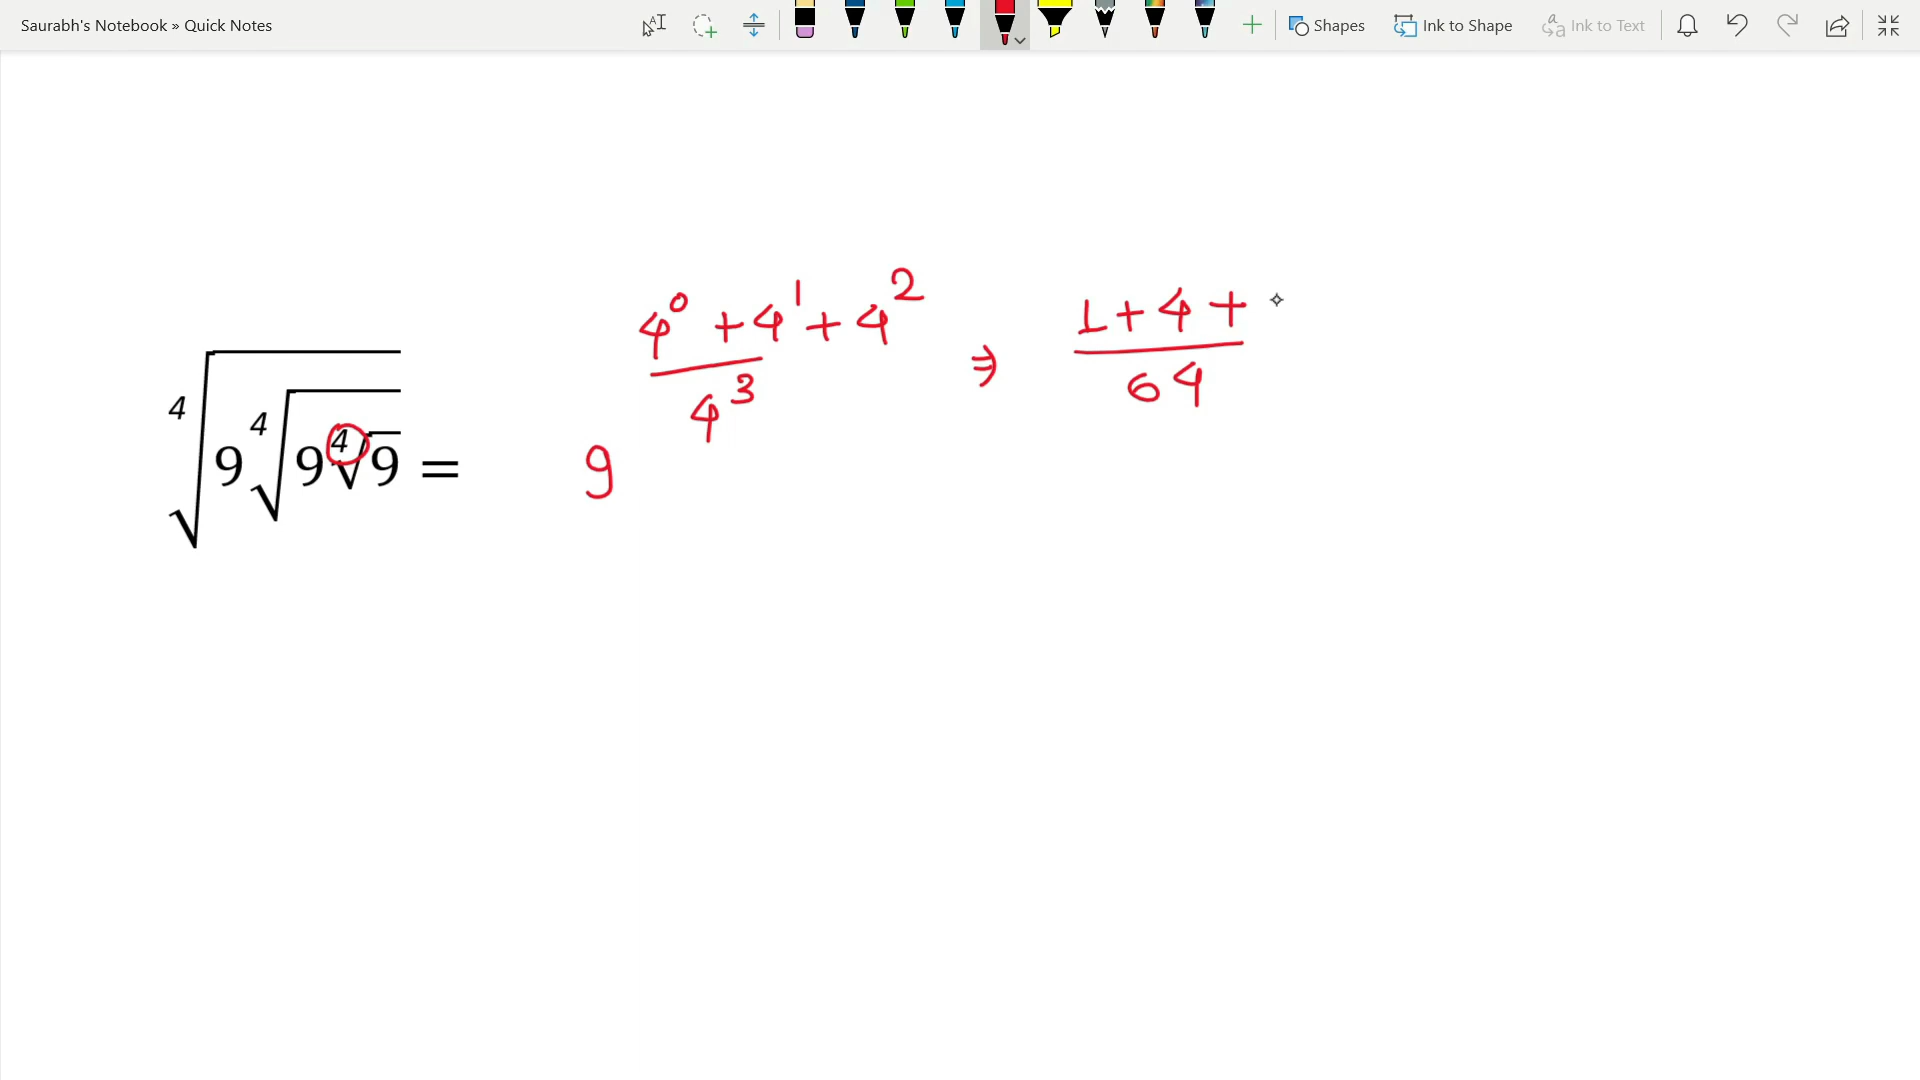 Saurabh's Notebook » Quick Notes
Shapes
Ink to Shape
Ink to Text
4⁰ + 4¹ + 4² / 4³ ⇒ 1 + 4 + / 64
⁴√(9 ⁴√(9 ⁴√9)) =
9